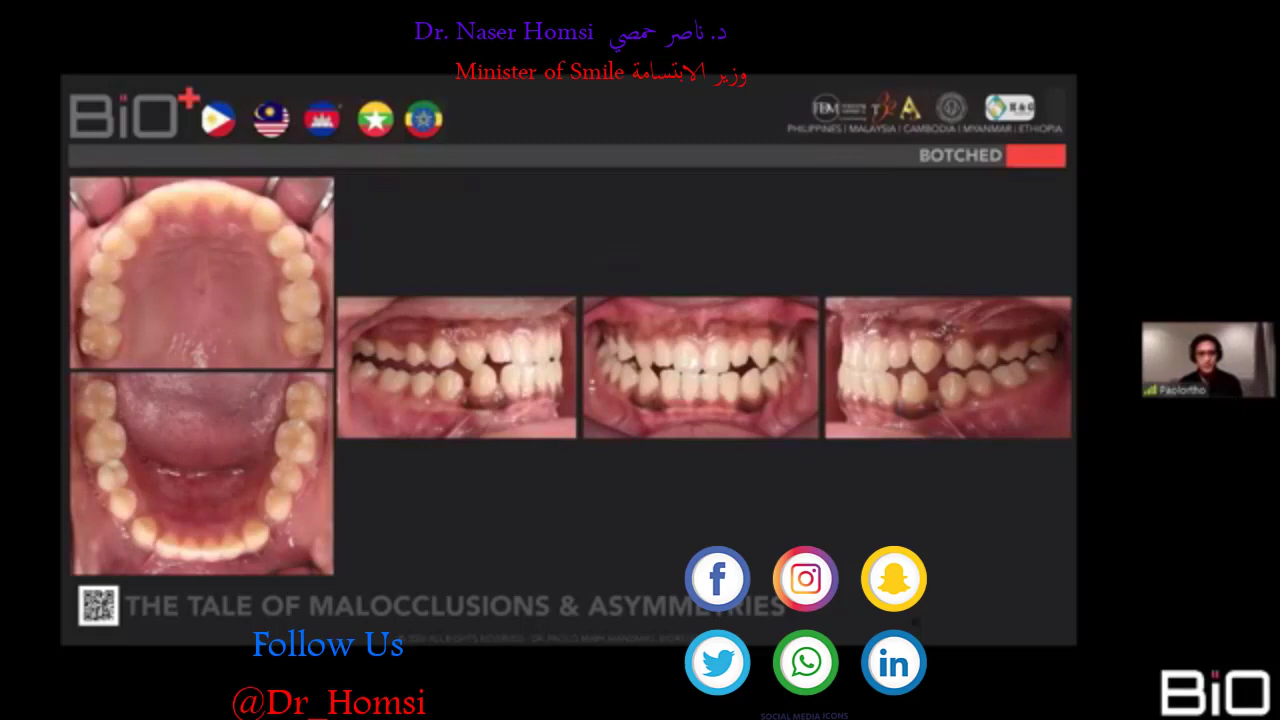 Dr. Naser Homsi د. ناصر حمصي
Minister of Smile وزير الابتسامة
BiO+
PHILIPPINES | MALAYSIA | CAMBODIA | MYANMAR | ETHIOPIA
BOTCHED
Paolortho
THE TALE OF MALOCCLUSIONS & ASYMMETRIES
Follow Us
@Dr_Homsi
SOCIAL MEDIA ICONS
BiO